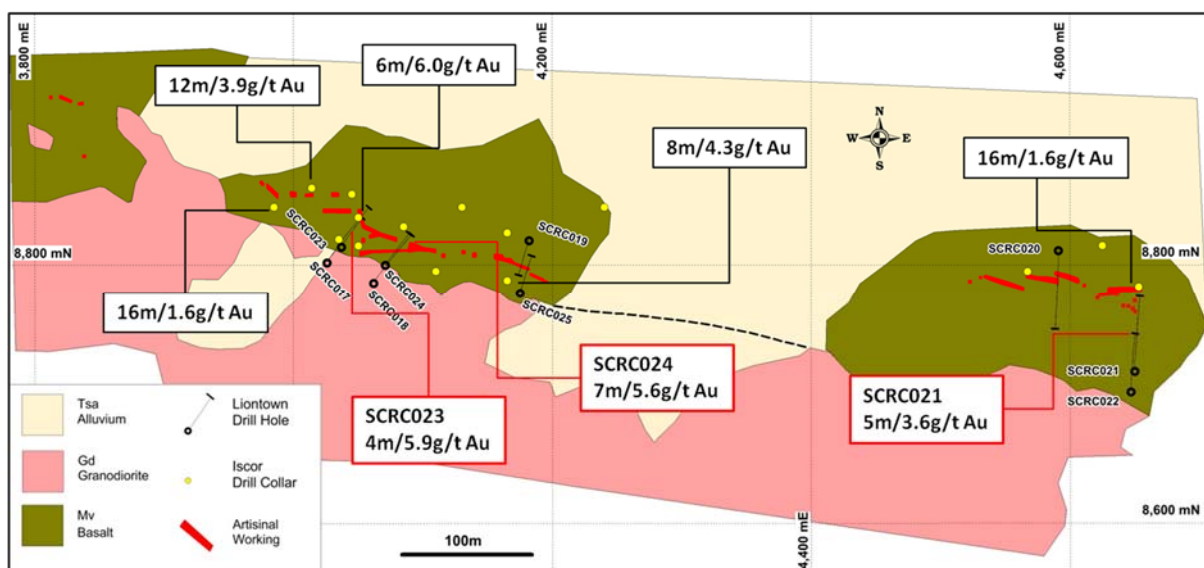 3,800 mE
4,200 mE
4,600 mE
12m/3.9g/t Au
6m/6.0g/t Au
8m/4.3g/t Au
16m/1.6g/t Au
N
W E
S
SCRC023
SCRC019
SCRC020
8,800 mN
8,800 mN
SCRC017
SCRC024
SCRC018
SCRC025
16m/1.6g/t Au
SCRC024
7m/5.6g/t Au
SCRC021
5m/3.6g/t Au
SCRC021
SCRC022
SCRC023
4m/5.9g/t Au
Tsa
Alluvium
Liontown
Drill Hole
Gd
Granodiorite
Iscor
Drill Collar
Mv
Basalt
Artisinal
Working
100m
4,400 mE
8,600 mN